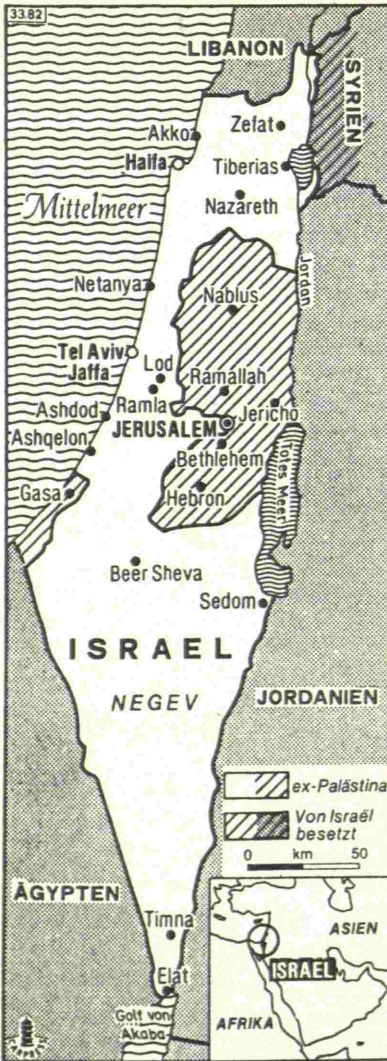 33.82
LIBANON
SYRIEN
Akko
Zefat
Haifa
Tiberias
Mittelmeer
Nazareth
Jordan
Netanya
Nablus
Tel Aviv
Jaffa
Lod
Ramallah
Ramla
Jericho
Ashdod
JERUSALEM
Ashqelon
Bethlehem
Totes Meer
Gasa
Hebron
Beer Sheva
Sedom
ISRAEL
NEGEV
JORDANIEN
ex-Palästina
Von Israël
besetzt
0 km 50
ÄGYPTEN
Timna
ASIEN
Elat
ISRAEL
Golf von
Akaba
AFRIKA